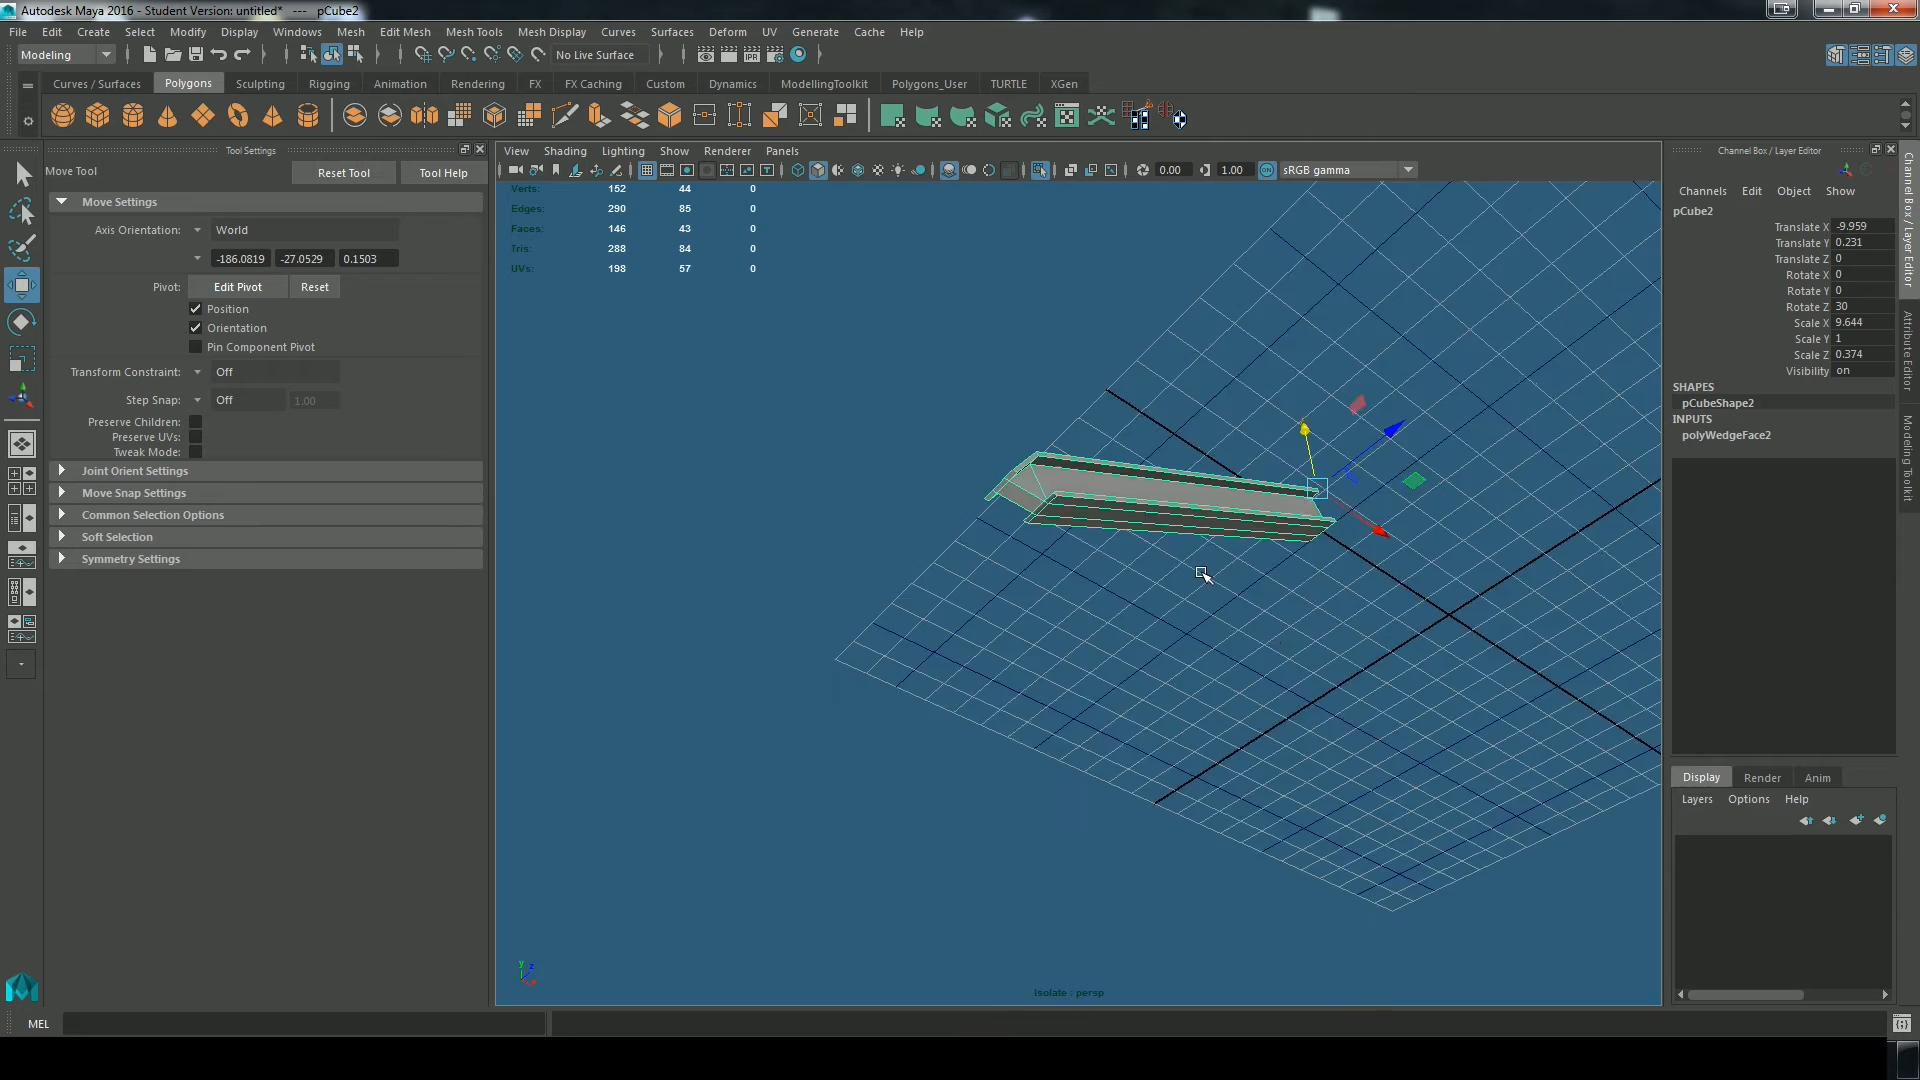 Autodesk Maya 2016 - Student Version: untitled* --- pCube2
File Edit Create Select Modify Display Windows Mesh Edit Mesh Mesh Tools Mesh Display Curves Surfaces Deform UV Generate Cache Help
Modeling No Live Surface
Curves / Surfaces Polygons Sculpting Rigging Animation Rendering FX FX Caching Custom Dynamics ModellingToolkit Polygons_User TURTLE XGen
Tool Settings
Move Tool Reset Tool Tool Help
Move Settings
Axis Orientation: World
-186.0819 -27.0529 0.1503
Pivot: Edit Pivot Reset
Position
Orientation
Pin Component Pivot
Transform Constraint: Off
Step Snap: Off 1.00
Preserve Children:
Preserve UVs:
Tweak Mode:
Joint Orient Settings
Move Snap Settings
Common Selection Options
Soft Selection
Symmetry Settings
View Shading Lighting Show Renderer Panels
0.00 1.00 ON sRGB gamma
Verts: 152 44 0
Edges: 290 85 0
Faces: 146 43 0
Tris: 288 84 0
UVs: 198 57 0
y z
Isolate : persp
Channel Box / Layer Editor
Channels Edit Object Show
pCube2
Translate X -9.959
Translate Y 0.231
Translate Z 0
Rotate X 0
Rotate Y 0
Rotate Z 30
Scale X 9.644
Scale Y 1
Scale Z 0.374
Visibility on
SHAPES
pCubeShape2
INPUTS
polyWedgeFace2
Display Render Anim
Layers Options Help
Channel Box / Layer Editor
Attribute Editor
Modeling Toolkit
MEL